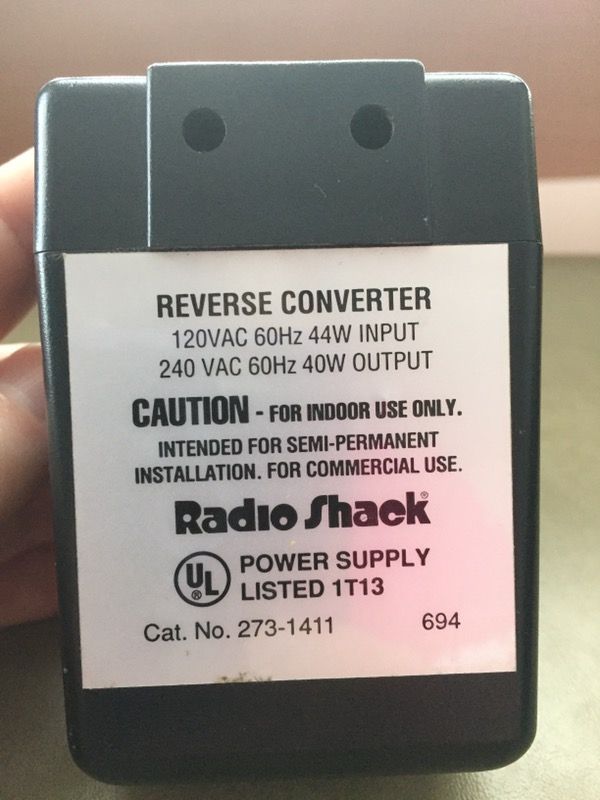 REVERSE CONVERTER
120VAC 60Hz 44W INPUT
240 VAC 60Hz 40W OUTPUT
CAUTION - FOR INDOOR USE ONLY.
INTENDED FOR SEMI-PERMANENT
INSTALLATION. FOR COMMERCIAL USE.
Radio Shack®
UL® POWER SUPPLY
LISTED 1T13
Cat. No. 273-1411 694